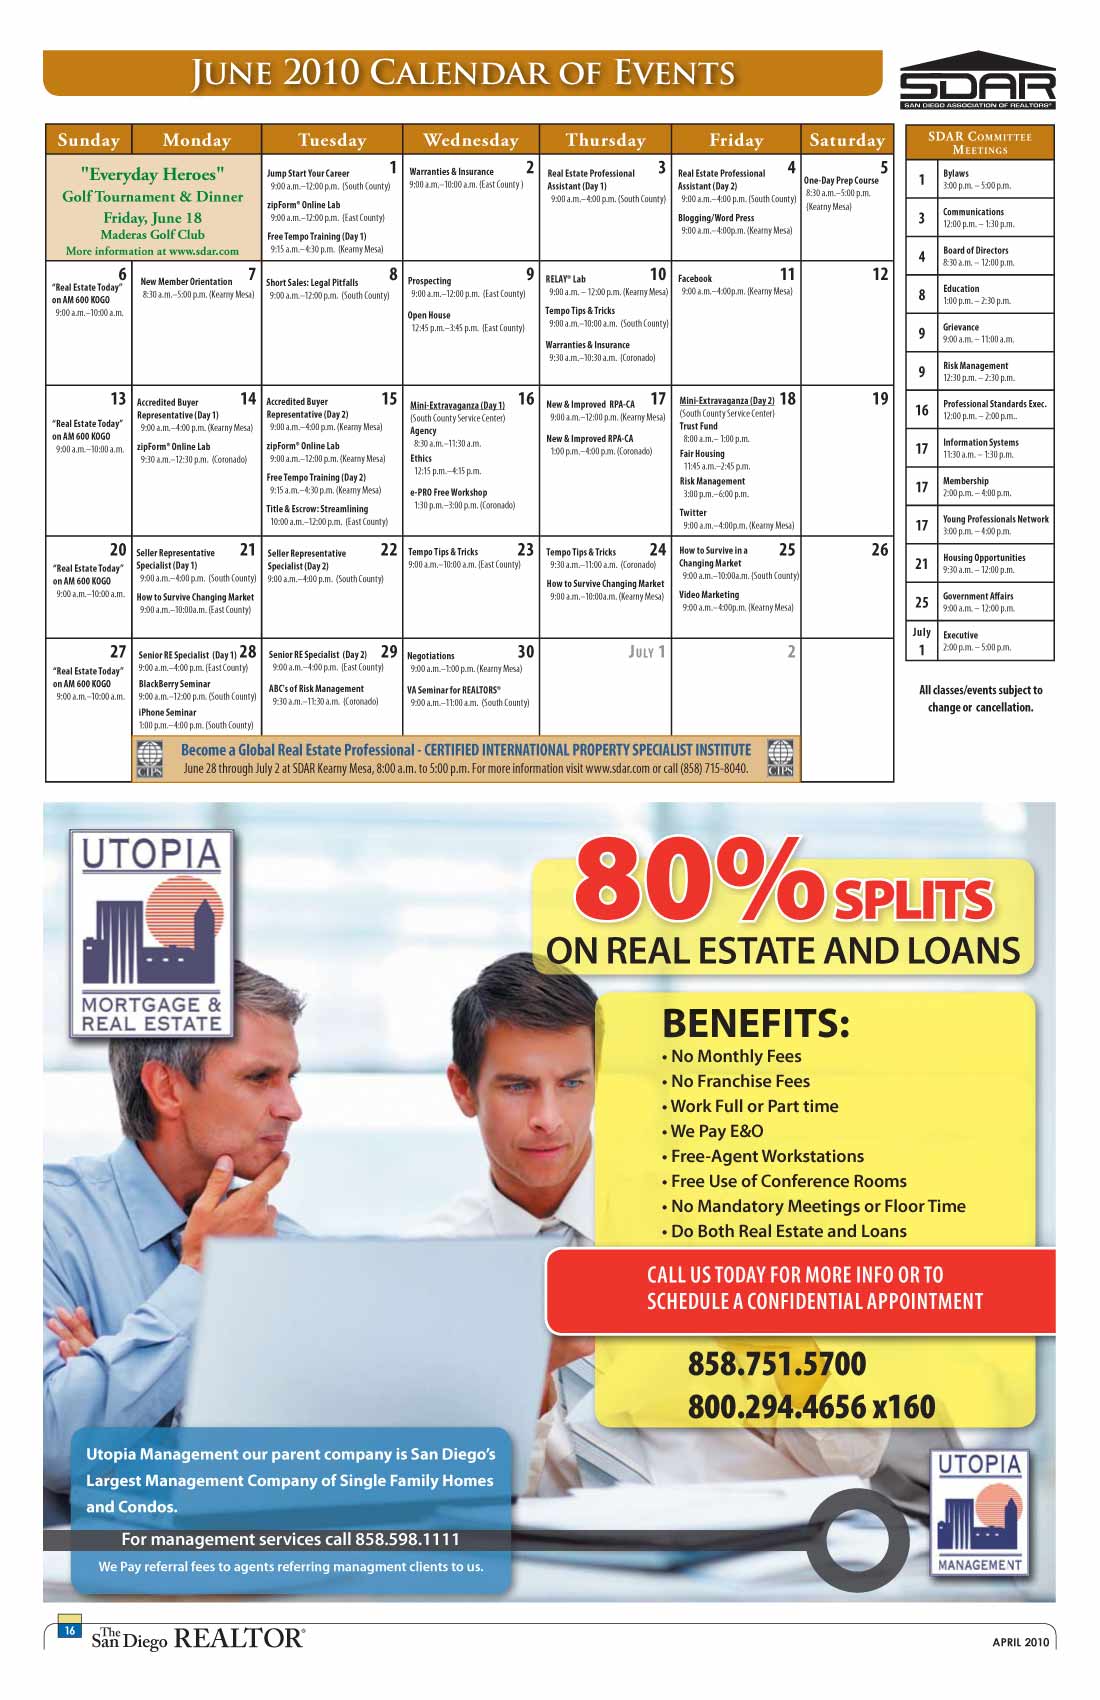 JUNE 2010 CALENDAR OF EVENTS
SDAR
SAN DIEGO ASSOCIATION OF REALTORS®
Sunday Monday Tuesday Wednesday Thursday Friday Saturday
"Everyday Heroes"
Golf Tournament & Dinner
Friday, June 18
Maderas Golf Club
More information at www.sdar.com
1
Jump Start Your Career
9:00 a.m.–12:00 p.m. (South County)
zipForm® Online Lab
9:00 a.m.–12:00 p.m. (East County)
Free Tempo Training (Day 1)
9:15 a.m.–4:30 p.m. (Kearny Mesa)
2
Warranties & Insurance
9:00 a.m.–10:00 a.m. (East County )
3
Real Estate Professional
Assistant (Day 1)
9:00 a.m.–4:00 p.m. (South County)
4
Real Estate Professional
Assistant (Day 2)
9:00 a.m.–4:00 p.m. (South County)
Blogging/Word Press
9:00 a.m.–4:00p.m. (Kearny Mesa)
5
One-Day Prep Course
8:30 a.m.–5:00 p.m.
(Kearny Mesa)
6
"Real Estate Today"
on AM 600 KOGO
9:00 a.m.–10:00 a.m.
7
New Member Orientation
8:30 a.m.–5:00 p.m. (Kearny Mesa)
8
Short Sales: Legal Pitfalls
9:00 a.m.–12:00 p.m. (South County)
9
Prospecting
9:00 a.m.–12:00 p.m. (East County)
Open House
12:45 p.m.–3:45 p.m. (East County)
10
RELAY® Lab
9:00 a.m. – 12:00 p.m. (Kearny Mesa)
Tempo Tips & Tricks
9:00 a.m.–10:00 a.m. (South County)
Warranties & Insurance
9:30 a.m.–10:30 a.m. (Coronado)
11
Facebook
9:00 a.m.–4:00p.m. (Kearny Mesa)
12
13
"Real Estate Today"
on AM 600 KOGO
9:00 a.m.–10:00 a.m.
14
Accredited Buyer
Representative (Day 1)
9:00 a.m.–4:00 p.m. (Kearny Mesa)
zipForm® Online Lab
9:30 a.m.–12:30 p.m. (Coronado)
15
Accredited Buyer
Representative (Day 2)
9:00 a.m.–4:00 p.m. (Kearny Mesa)
zipForm® Online Lab
9:00 a.m.–12:00 p.m. (Kearny Mesa)
Free Tempo Training (Day 2)
9:15 a.m.–4:30 p.m. (Kearny Mesa)
Title & Escrow: Streamlining
10:00 a.m.–12:00 p.m. (East County)
16
Mini-Extravaganza (Day 1)
(South County Service Center)
Agency
8:30 a.m.–11:30 a.m.
Ethics
12:15 p.m.–4:15 p.m.
e-PRO Free Workshop
1:30 p.m.–3:00 p.m. (Coronado)
17
New & Improved RPA-CA
9:00 a.m.–12:00 p.m. (Kearny Mesa)
New & Improved RPA-CA
1:00 p.m.–4:00 p.m. (Coronado)
18
Mini-Extravaganza (Day 2)
(South County Service Center)
Trust Fund
8:00 a.m.– 1:00 p.m.
Fair Housing
11:45 a.m.–2:45 p.m.
Risk Management
3:00 p.m.–6:00 p.m.
Twitter
9:00 a.m.–4:00p.m. (Kearny Mesa)
19
20
"Real Estate Today"
on AM 600 KOGO
9:00 a.m.–10:00 a.m.
21
Seller Representative
Specialist (Day 1)
9:00 a.m.–4:00 p.m. (South County)
How to Survive Changing Market
9:00 a.m.–10:00a.m. (East County)
22
Seller Representative
Specialist (Day 2)
9:00 a.m.–4:00 p.m. (South County)
23
Tempo Tips & Tricks
9:00 a.m.–10:00 a.m. (East County)
24
Tempo Tips & Tricks
9:30 a.m.–11:00 a.m. (Coronado)
How to Survive Changing Market
9:00 a.m.–10:00a.m. (Kearny Mesa)
25
How to Survive in a
Changing Market
9:00 a.m.–10:00a.m. (South County)
Video Marketing
9:00 a.m.–4:00p.m. (Kearny Mesa)
26
27
"Real Estate Today"
on AM 600 KOGO
9:00 a.m.–10:00 a.m.
28
Senior RE Specialist (Day 1)
9:00 a.m.–4:00 p.m. (East County)
BlackBerry Seminar
9:00 a.m.–12:00 p.m. (South County)
iPhone Seminar
1:00 p.m.–4:00 p.m. (South County)
29
Senior RE Specialist (Day 2)
9:00 a.m.–4:00 p.m. (East County)
ABC's of Risk Management
9:30 a.m.–11:30 a.m. (Coronado)
30
Negotiations
9:00 a.m.–1:00 p.m. (Kearny Mesa)
VA Seminar for REALTORS®
9:00 a.m.–11:00 a.m. (South County)
JULY 1
2
CIPS
Become a Global Real Estate Professional - CERTIFIED INTERNATIONAL PROPERTY SPECIALIST INSTITUTE
June 28 through July 2 at SDAR Kearny Mesa, 8:00 a.m. to 5:00 p.m. For more information visit www.sdar.com or call (858) 715-8040.
CIPS
SDAR COMMITTEE
MEETINGS
1 Bylaws
3:00 p.m. – 5:00 p.m.
3 Communications
12:00 p.m. – 1:30 p.m.
4 Board of Directors
8:30 a.m. – 12:00 p.m.
8 Education
1:00 p.m. – 2:30 p.m.
9 Grievance
9:00 a.m. – 11:00 a.m.
9 Risk Management
12:30 p.m. – 2:30 p.m.
16 Professional Standards Exec.
12:00 p.m. – 2:00 p.m..
17 Information Systems
11:30 a.m. – 1:30 p.m.
17 Membership
2:00 p.m. – 4:00 p.m.
17 Young Professionals Network
3:00 p.m. – 4:00 p.m.
21 Housing Opportunities
9:30 a.m. – 12:00 p.m.
25 Government Affairs
9:00 a.m. – 12:00 p.m.
July 1 Executive
2:00 p.m. – 5:00 p.m.
All classes/events subject to
change or cancellation.
UTOPIA
MORTGAGE &
REAL ESTATE
80% SPLITS
ON REAL ESTATE AND LOANS
BENEFITS:
• No Monthly Fees
• No Franchise Fees
• Work Full or Part time
• We Pay E&O
• Free-Agent Workstations
• Free Use of Conference Rooms
• No Mandatory Meetings or Floor Time
• Do Both Real Estate and Loans
CALL US TODAY FOR MORE INFO OR TO
SCHEDULE A CONFIDENTIAL APPOINTMENT
858.751.5700
800.294.4656 x160
Utopia Management our parent company is San Diego's
Largest Management Company of Single Family Homes
and Condos.
For management services call 858.598.1111
We Pay referral fees to agents referring managment clients to us.
UTOPIA
MANAGEMENT
16
The San Diego REALTOR®
APRIL 2010